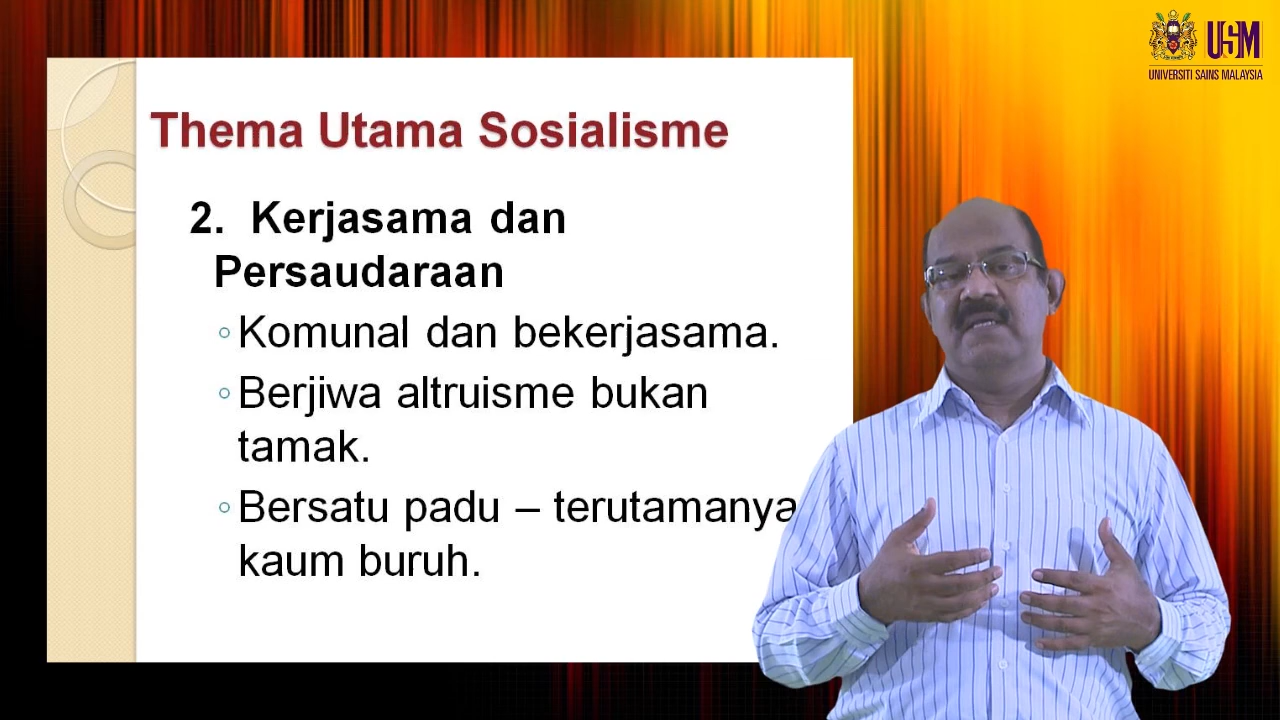 Thema Utama Sosialisme
2. Kerjasama dan
Persaudaraan
Komunal dan bekerjasama.
Berjiwa altruisme bukan
tamak.
Bersatu padu – terutamanya
kaum buruh.
USM
UNIVERSITI SAINS MALAYSIA